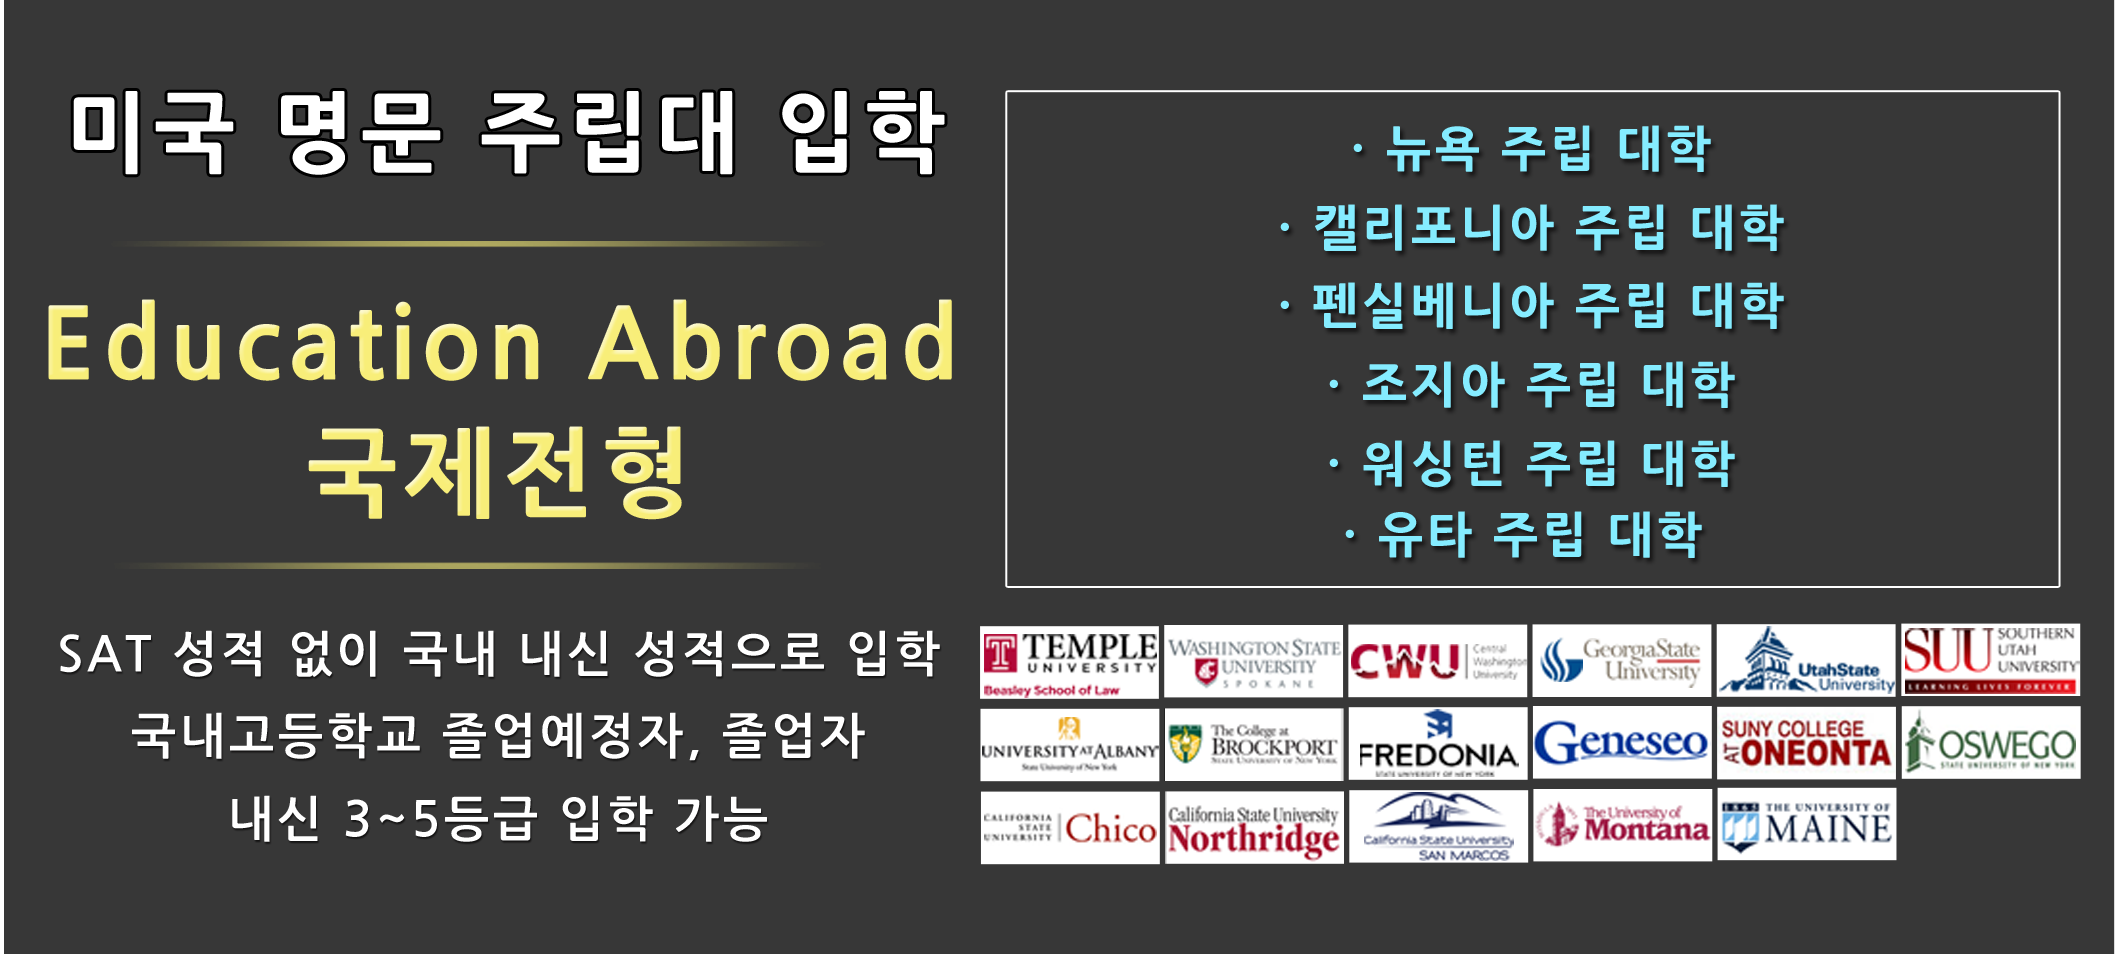 미국 명문 주립대 입학
Education Abroad
국제전형
SAT 성적 없이 국내 내신 성적으로 입학
국내고등학교 졸업예정자, 졸업자
내신 3~5등급 입학 가능
· 뉴욕 주립 대학
· 캘리포니아 주립 대학
· 펜실베니아 주립 대학
· 조지아 주립 대학
· 워싱턴 주립 대학
· 유타 주립 대학
TEMPLE
UNIVERSITY
Beasley School of Law
WASHINGTON STATE
UNIVERSITY
SPOKANE
CWU
Central
Washington
University
GeorgiaState
University
UtahState
University
SUU
SOUTHERN
UTAH
UNIVERSITY
LEARNING LIVES FOREVER
UNIVERSITY AT ALBANY
State University of New York
The College at
BROCKPORT
STATE UNIVERSITY OF NEW YORK
FREDONIA
STATE UNIVERSITY OF NEW YORK
Geneseo
SUNY COLLEGE
AT ONEONTA
OSWEGO
STATE UNIVERSITY OF NEW YORK
CALIFORNIA
STATE
UNIVERSITY
Chico
California State University
Northridge
California State University
SAN MARCOS
The University of
Montana
1865
THE UNIVERSITY OF
MAINE